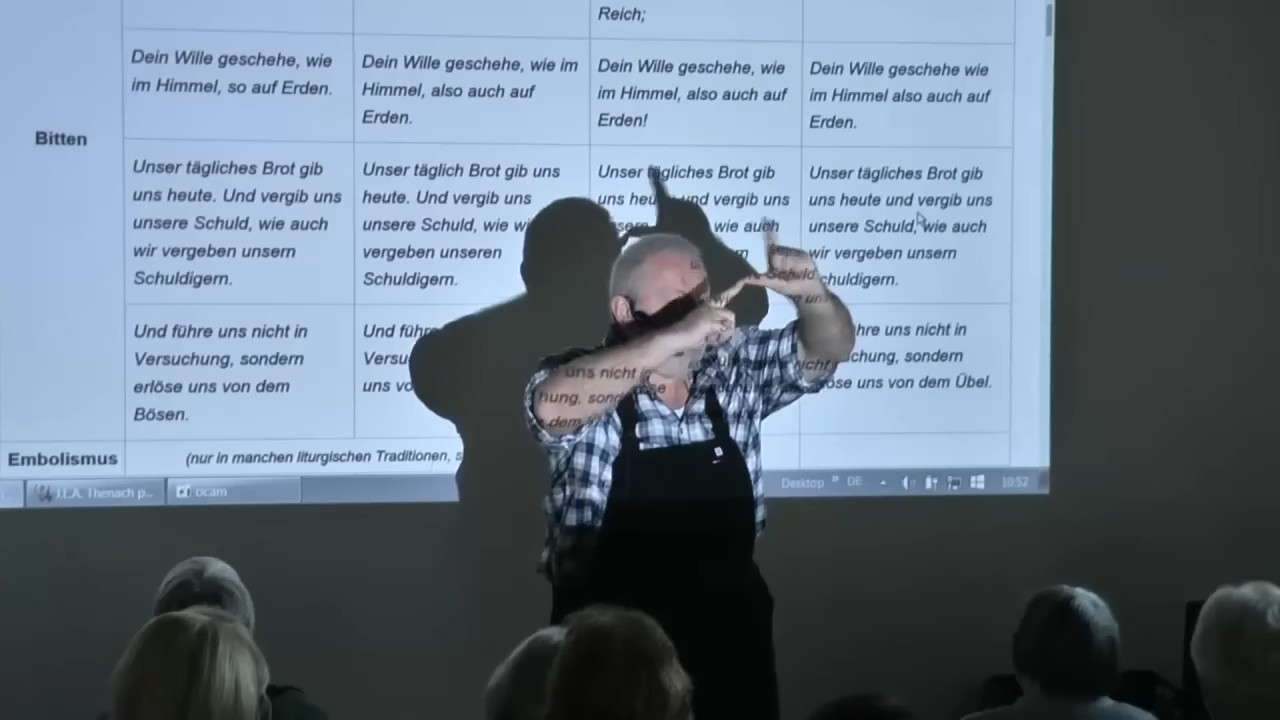 Reich;
Dein Wille geschehe, wie
im Himmel, so auf Erden.
Dein Wille geschehe, wie im
Himmel, also auch auf
Erden.
Dein Wille geschehe, wie
im Himmel, also auch auf
Erden!
Dein Wille geschehe wie
im Himmel also auch auf
Erden.
Bitten
Unser tägliches Brot gib
uns heute. Und vergib uns
unsere Schuld, wie auch
wir vergeben unsern
Schuldigern.
Unser täglich Brot gib uns
heute. Und vergib uns
unsere Schuld, wie
vergeben unseren
Schuldigern.
Unser tägliches Brot gib
uns und vergib uns
wie auch
Schuld
Unser tägliches Brot gib
uns heute und vergib uns
unsere Schuld, wie auch
wir vergeben unsern
Und führe uns nicht in
Versuchung, sondern
erlöse uns von dem
Bösen.
Und
uns
uns nicht
dem
uns nicht in
sondern
uns von dem Übel.
Embolismus
(nur in manchen liturgischen Traditionen,
I.L.A. Thenach p...
ocam
Desktop » DE
10:52